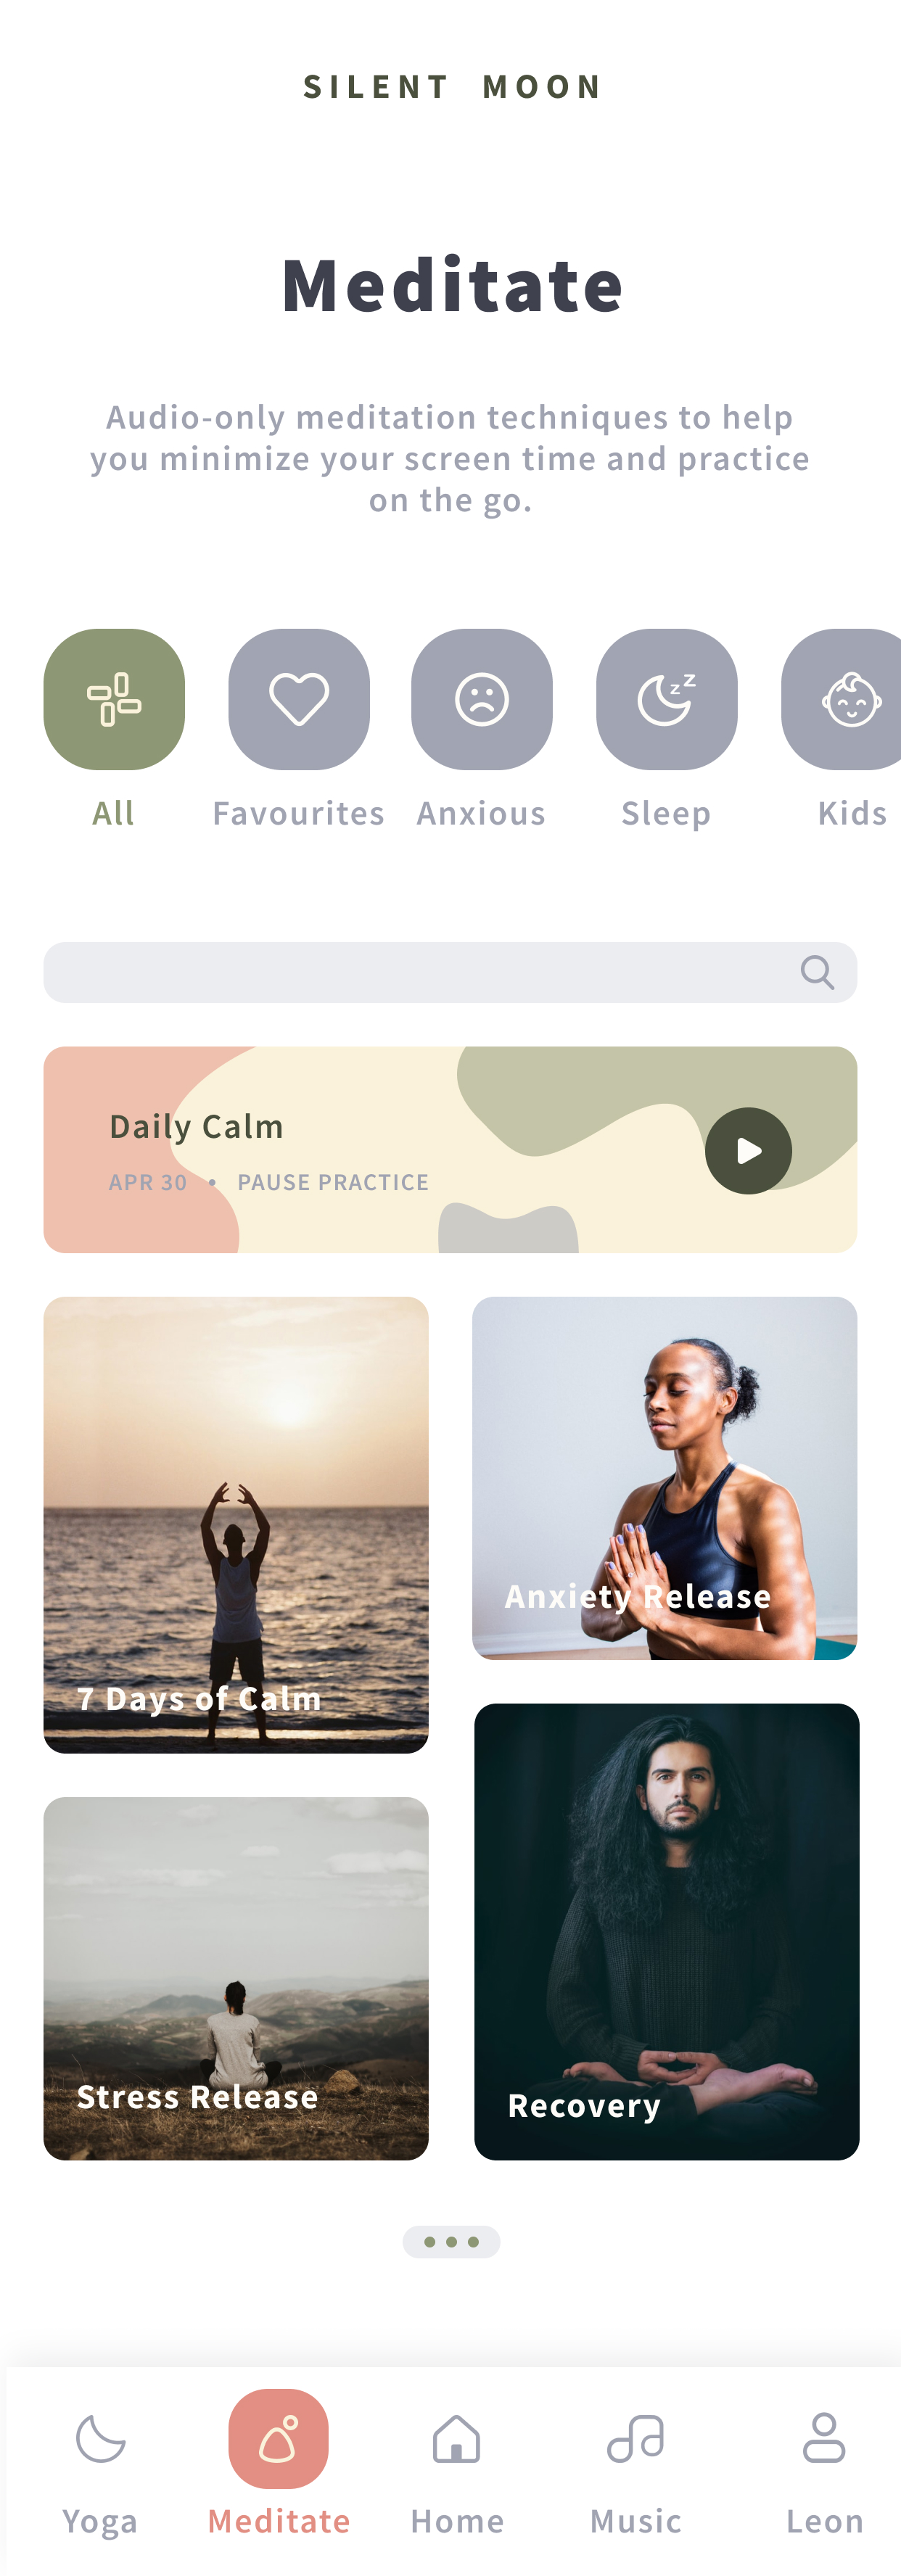 SILENT MOON
Meditate
Audio-only meditation techniques to help
you minimize your screen time and practice
on the go.
All
Favourites
Anxious
Sleep
Kids
Daily Calm
APR 30 • PAUSE PRACTICE
7 Days of Calm
Anxiety Release
Stress Release
Recovery
Yoga
Meditate
Home
Music
Leon